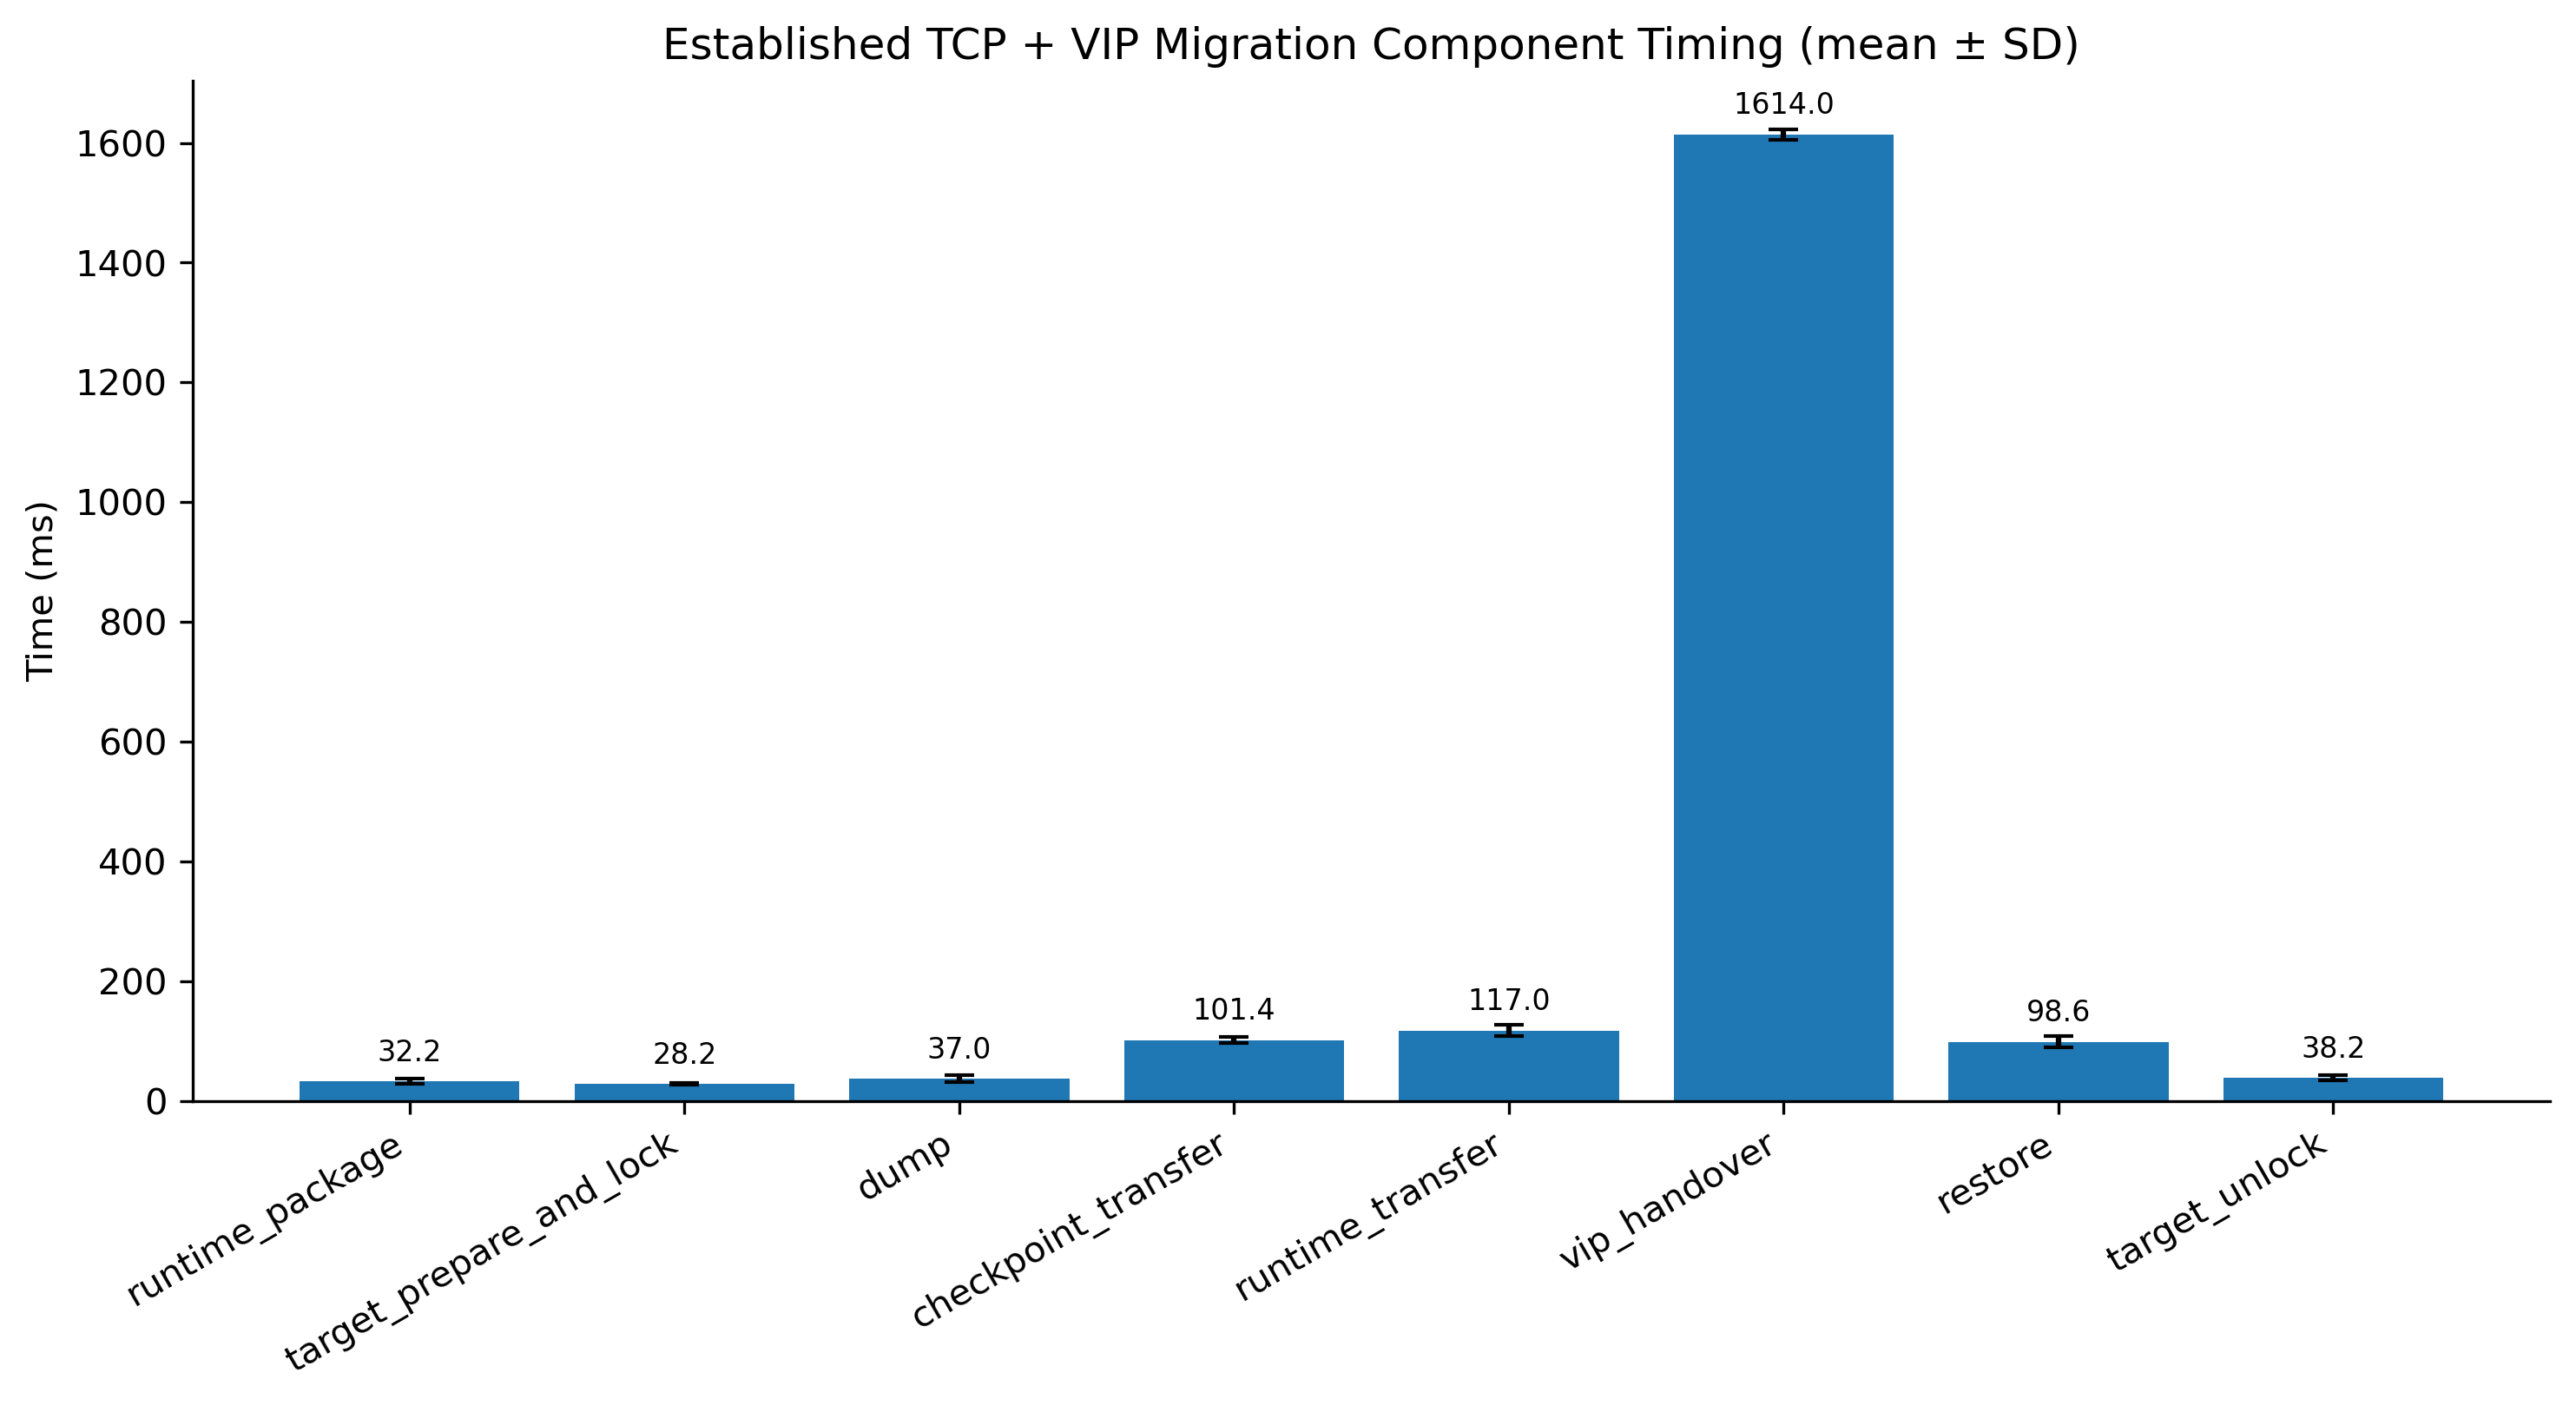 Established TCP + VIP Migration Component Timing (mean ± SD)
Time (ms)
1600
1400
1200
1000
800
600
400
200
0
32.2
28.2
37.0
101.4
117.0
1614.0
98.6
38.2
runtime_package
target_prepare_and_lock
dump
checkpoint_transfer
runtime_transfer
vip_handover
restore
target_unlock